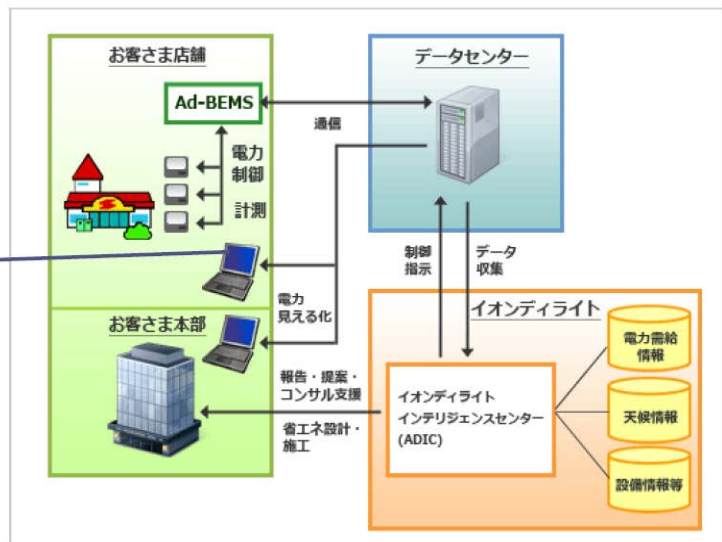 お客さま店舗
Ad-BEMS
電力
制御
計測
データセンター
通信
制御
指示
データ
収集
電力
見える化
お客さま本部
報告・提案・
コンサル支援
省エネ設計・
施工
イオンディライト
イオンディライト
インテリジェンスセンター
(ADIC)
電力需給
情報
天候情報
設備情報等